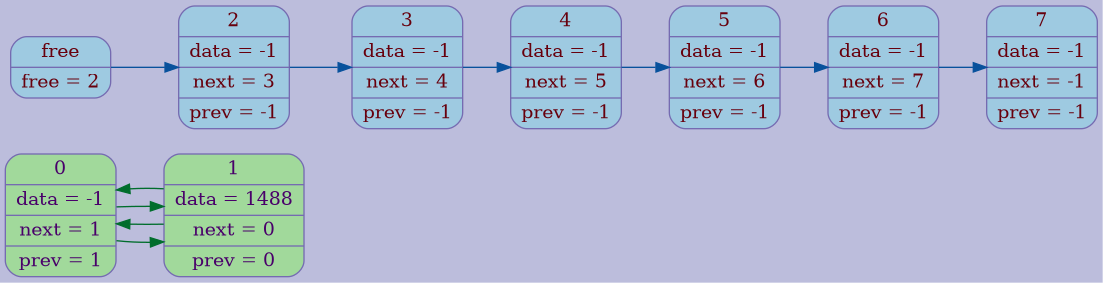 free
free = 2
2
data = -1
next = 3
prev = -1
3
data = -1
next = 4
prev = -1
4
data = -1
next = 5
prev = -1
5
data = -1
next = 6
prev = -1
6
data = -1
next = 7
prev = -1
7
data = -1
next = -1
prev = -1
0
data = -1
next = 1
prev = 1
1
data = 1488
next = 0
prev = 0